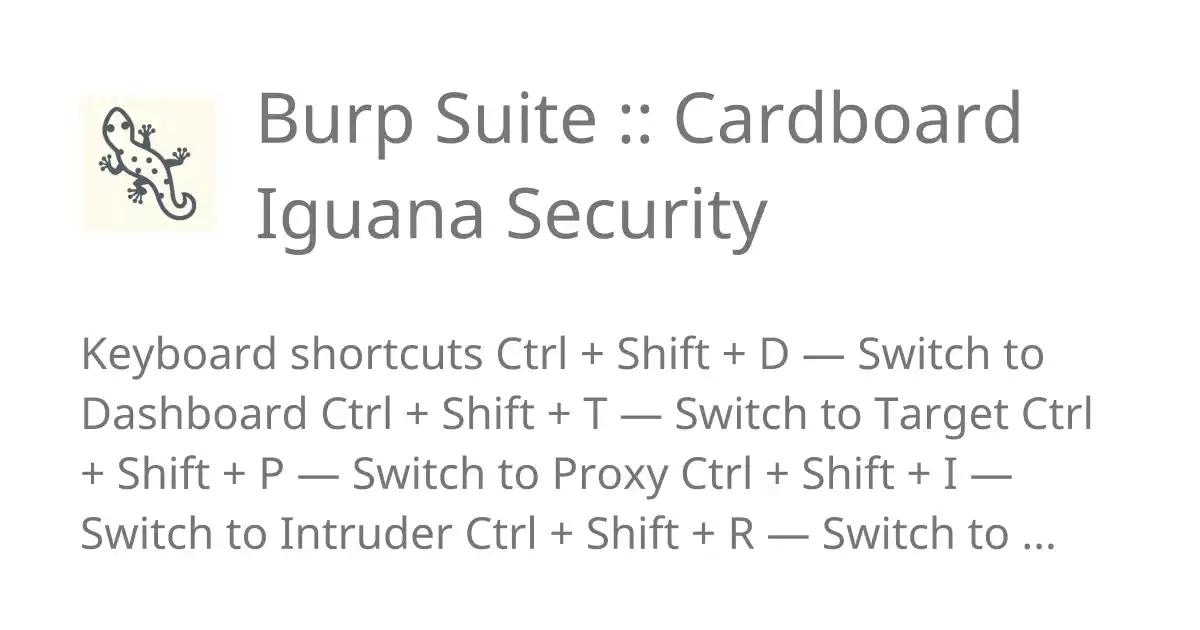 Burp Suite :: Cardboard
Iguana Security
Keyboard shortcuts Ctrl + Shift + D — Switch to
Dashboard Ctrl + Shift + T — Switch to Target Ctrl
+ Shift + P — Switch to Proxy Ctrl + Shift + I —
Switch to Intruder Ctrl + Shift + R — Switch to ...